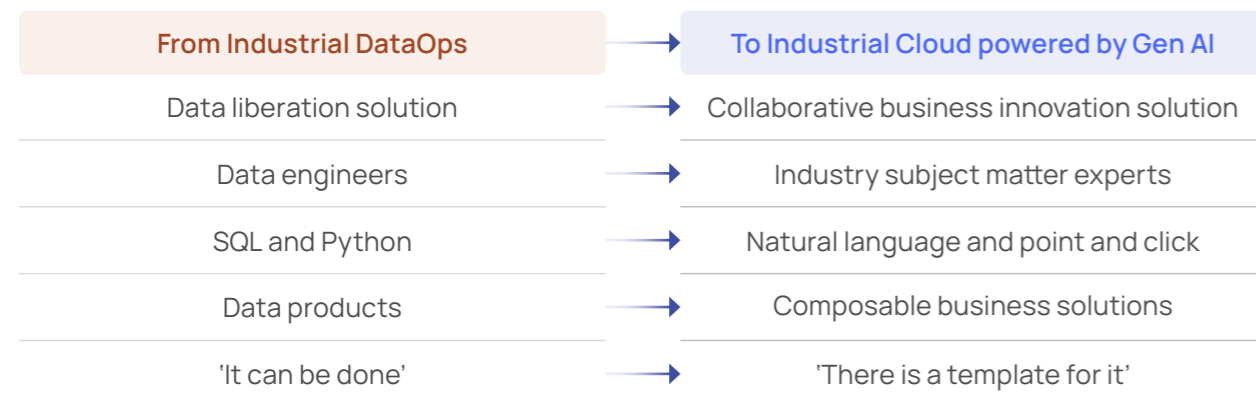 From Industrial DataOps To Industrial Cloud powered by Gen AI
Data liberation solution Collaborative business innovation solution
Data engineers Industry subject matter experts
SQL and Python Natural language and point and click
Data products Composable business solutions
‘It can be done’ ‘There is a template for it’